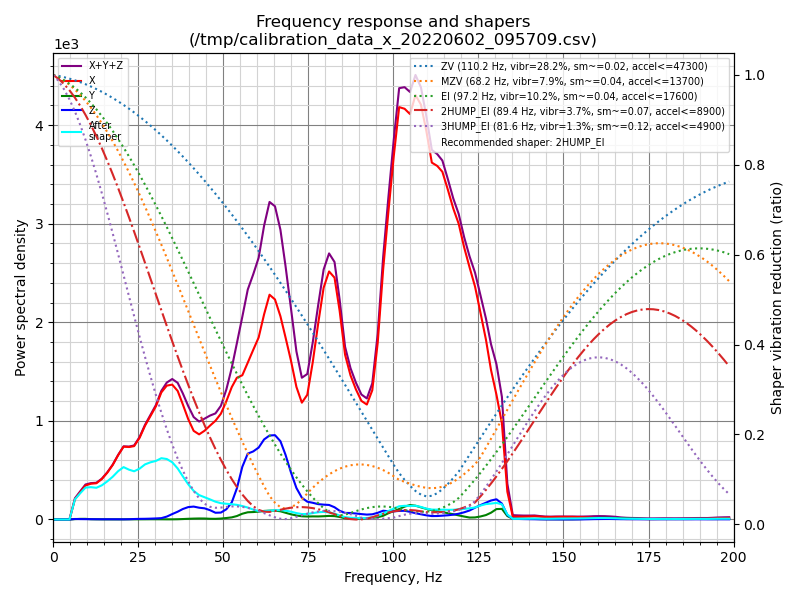 Frequency response and shapers
(/tmp/calibration_data_x_20220602_095709.csv)
1e3
X+Y+Z
X
Y
Z
After
shaper
ZV (110.2 Hz, vibr=28.2%, sm~=0.02, accel<=47300)
MZV (68.2 Hz, vibr=7.9%, sm~=0.04, accel<=13700)
EI (97.2 Hz, vibr=10.2%, sm~=0.04, accel<=17600)
2HUMP_EI (89.4 Hz, vibr=3.7%, sm~=0.07, accel<=8900)
3HUMP_EI (81.6 Hz, vibr=1.3%, sm~=0.12, accel<=4900)
Recommended shaper: 2HUMP_EI
Power spectral density
4
3
2
1
0
1.0
0.8
0.6
0.4
0.2
0.0
Shaper vibration reduction (ratio)
0 25 50 75 100 125 150 175 200
Frequency, Hz